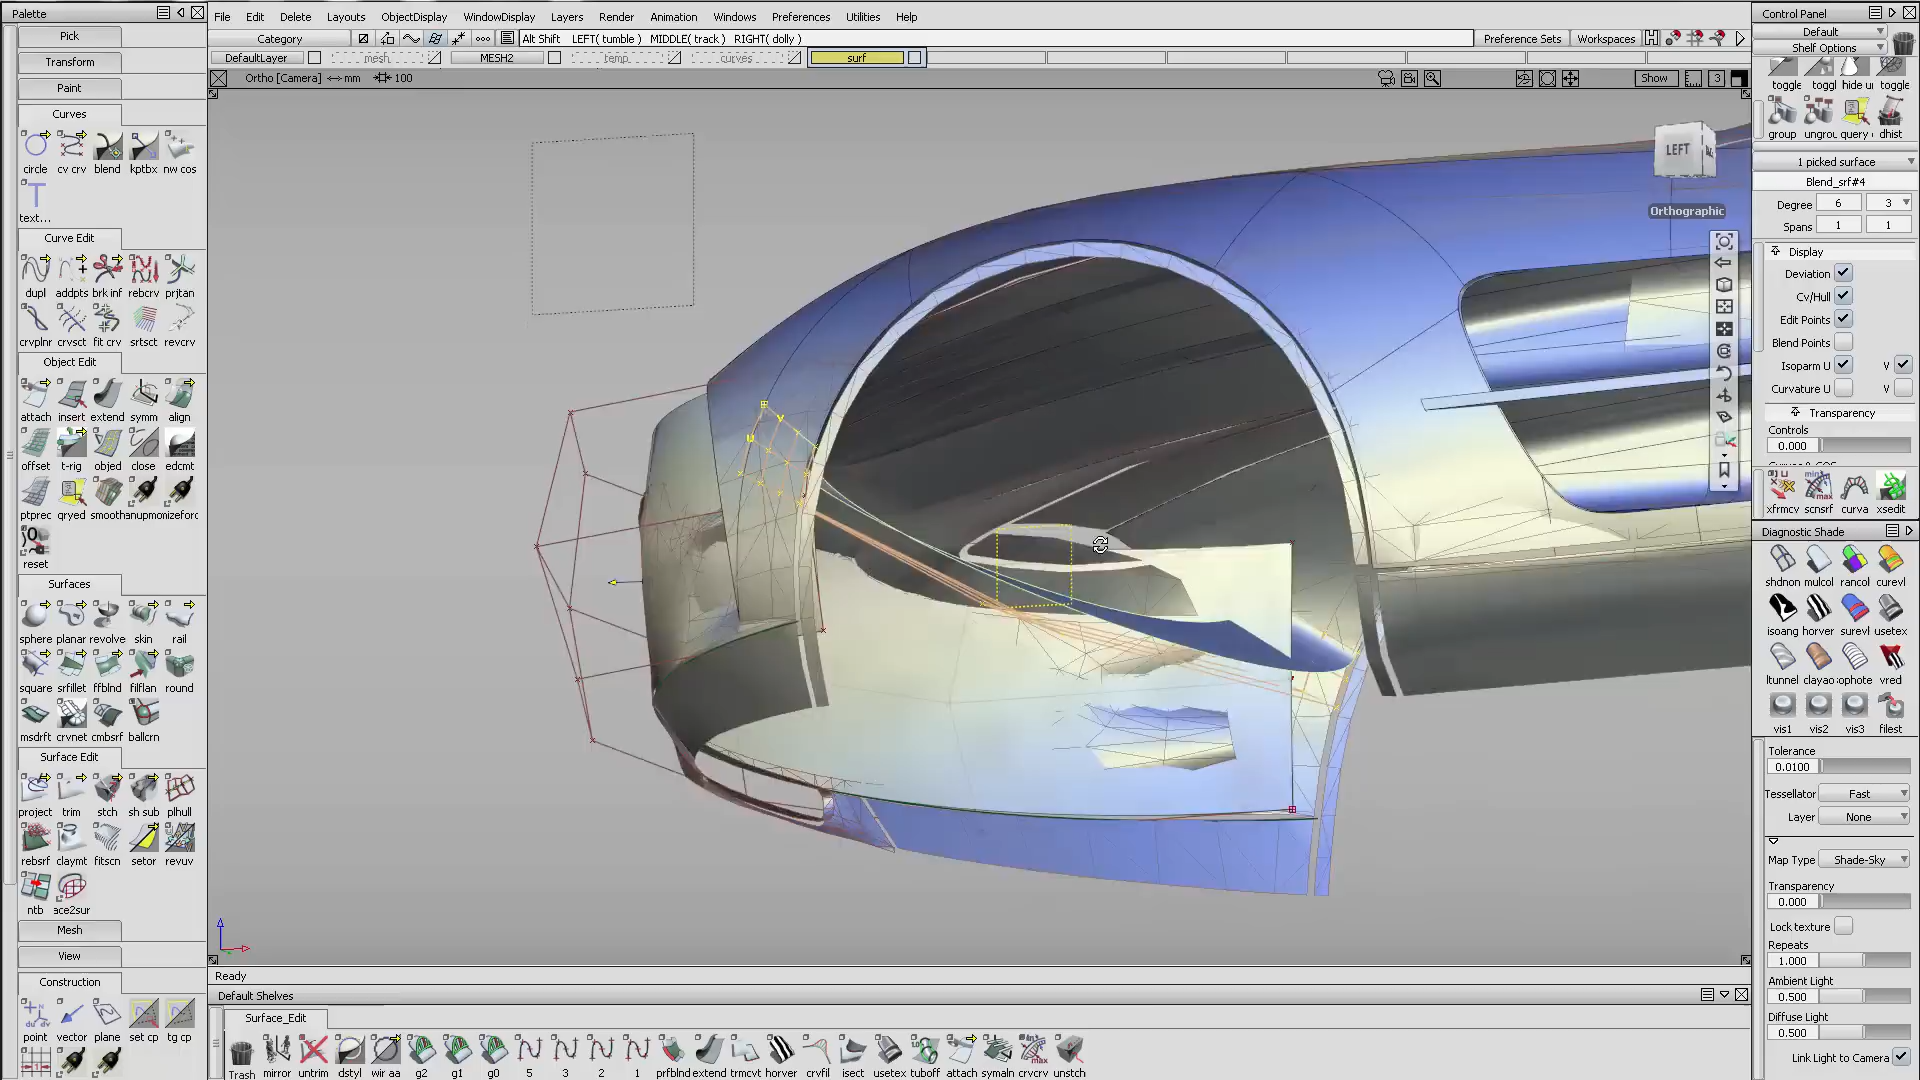 Palette
File Edit Delete Layouts ObjectDisplay WindowDisplay Layers Render Animation Windows Preferences Utilities Help
Control Panel
Pick
Category
Alt Shift LEFT( tumble ) MIDDLE( track ) RIGHT( dolly )
Preference Sets Workspaces
Default
Shelf Options
Transform
DefaultLayer mesh MESH2 temp curves surf
Ortho [Camera] mm 100
Show 3
toggle toggl hide ur toggle
Paint
Curves
group ungrou query dhist
circle cv crv blend kptbx nw cos
LEFT
1 picked surface
Blend_srf#4
text...
Orthographic
Degree 6 3
Spans 1 1
Curve Edit
Display
Deviation
dupl addpts brk inf rebcrv prjtan
Cv/Hull
Edit Points
Blend Points
crvplnr crvsct fit crv srtsct revcrv
Isoparm U V
Object Edit
Curvature U V
attach insert extend symm align
Transparency
Controls
0.000
offset t-rig objed close edcmt
xfrmcv scnsrf curva xsedit
ptprec qryed smooth
Diagnostic Shade
reset
shdnon mulcol rancol curevl
Surfaces
sphere planar revolve skin rail
isoang horver surevl usetex
square srfillet ffblnd filflan round
ltunnel clayao vred
msdrft crvnet cmbsrf ballcrn
vis1 vis2 vis3 filest
Surface Edit
Tolerance
0.0100
Tessellator Fast
project trim stch sh sub plhull
Layer None
rebsrf claymt fitscn setor revuv
Map Type Shade-Sky
Transparency
0.000
ntb
Lock texture
Mesh
Repeats
1.000
View
Ready
Construction
Ambient Light
0.500
Default Shelves
Surface_Edit
Diffuse Light
0.500
point vector plane set cp tg cp
Link Light to Camera
Trash mirror untrim dstyl wir aa g2 g1 g0 5 3 2 1 prfblnd extend trmcvt horver crvfil isect usetex tuboff attach symaln crvcrv unstch